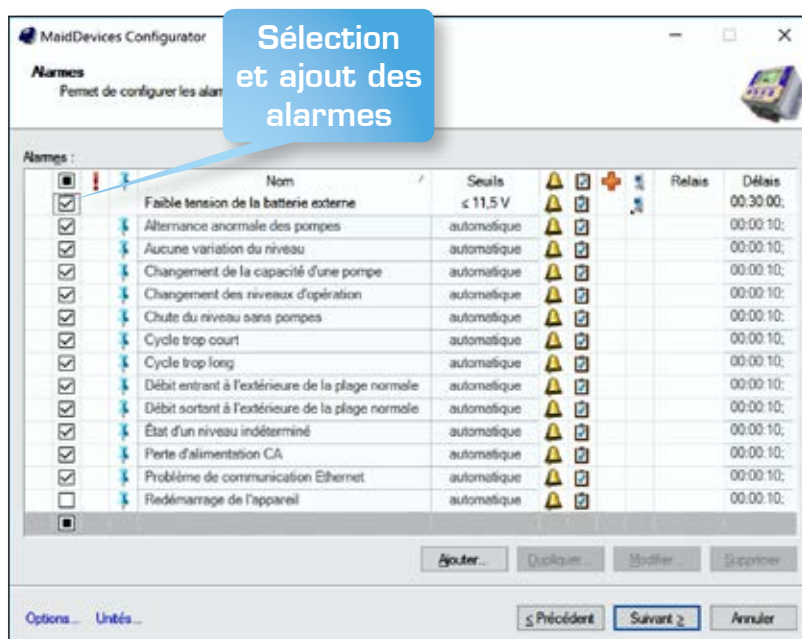 MaidDevices Configurator
Sélection
et ajout des
alarmes
Alarmes
Permet de configurer les alarm
Alarmes :
Nom Seuils Relais Délais
Faible tension de la batterie externe ≤ 11,5 V 00:30:00;
Alternance anormale des pompes automatique 00:00:10;
Aucune variation du niveau automatique 00:00:10;
Changement de la capacité d'une pompe automatique 00:00:10;
Changement des niveaux d'opération automatique 00:00:10;
Chute du niveau sans pompes automatique 00:00:10;
Cycle trop court automatique 00:00:10;
Cycle trop long automatique 00:00:10;
Débit entrant à l'extérieure de la plage normale automatique 00:00:10;
Débit sortant à l'extérieure de la plage normale automatique 00:00:10;
État d'un niveau indéterminé automatique 00:00:10;
Perte d'alimentation CA automatique 00:00:10;
Problème de communication Ethernet automatique 00:00:10;
Redémarrage de l'appareil automatique 00:00:10;
Ajouter... Dupliquer... Modifier... Supprimer
Options... Unités... ≤ Précédent Suivant ≥ Annuler